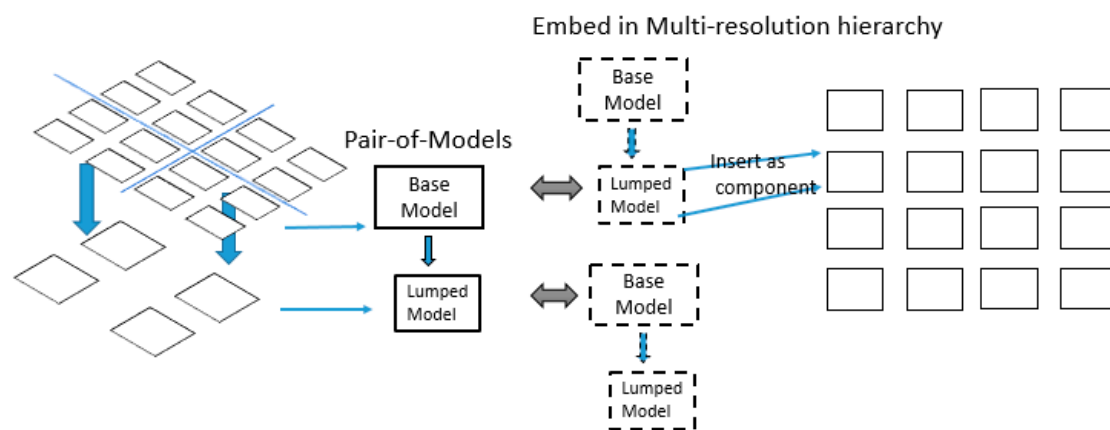 Embed in Multi-resolution hierarchy
Base
Model
Pair-of-Models
Base
Model
Lumped
Model
Insert as
component
Lumped
Model
Base
Model
Lumped
Model